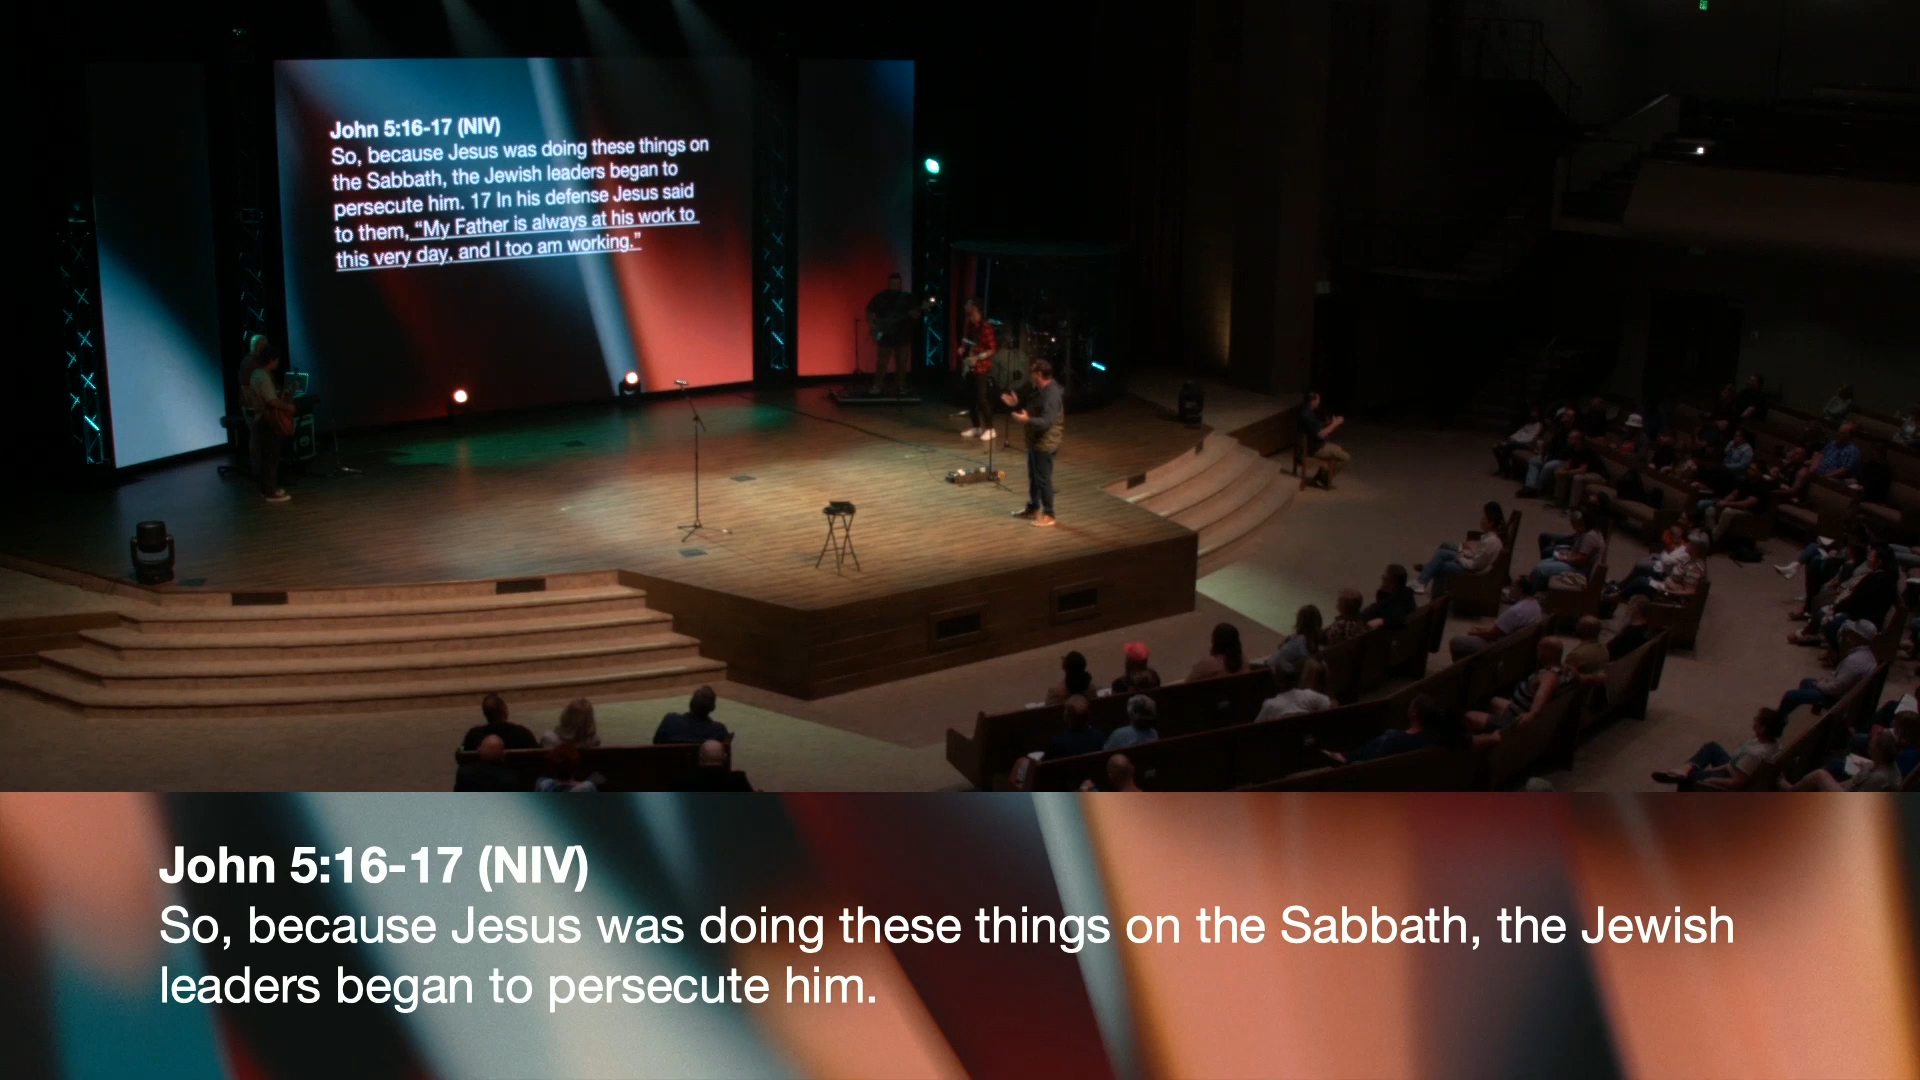 John 5:16-17 (NIV)
So, because Jesus was doing these things on
the Sabbath, the Jewish leaders began to
persecute him. 17 In his defense Jesus said
to them, “My Father is always at his work to
this very day, and I too am working.”
John 5:16-17 (NIV)
So, because Jesus was doing these things on the Sabbath, the Jewish
leaders began to persecute him.